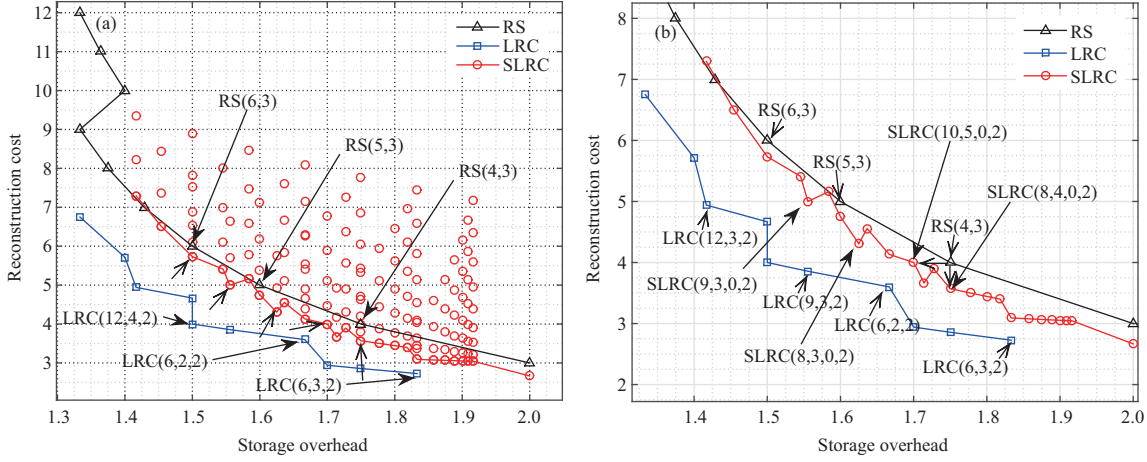 (a)
RS
LRC
SLRC
12
11
10
9
8
7
6
5
4
3
Reconstruction cost
RS(6,3)
RS(5,3)
RS(4,3)
LRC(12,4,2)
LRC(6,2,2)
LRC(6,3,2)
1.3 1.4 1.5 1.6 1.7 1.8 1.9 2.0
Storage overhead
(b)
RS
LRC
SLRC
8
7
6
5
4
3
2
Reconstruction cost
RS(6,3)
SLRC(10,5,0,2)
RS(5,3)
SLRC(8,4,0,2)
RS(4,3)
LRC(12,3,2)
SLRC(9,3,0,2)
LRC(9,3,2)
LRC(6,2,2)
SLRC(8,3,0,2)
LRC(6,3,2)
1.4 1.5 1.6 1.7 1.8 1.9 2.0
Storage overhead